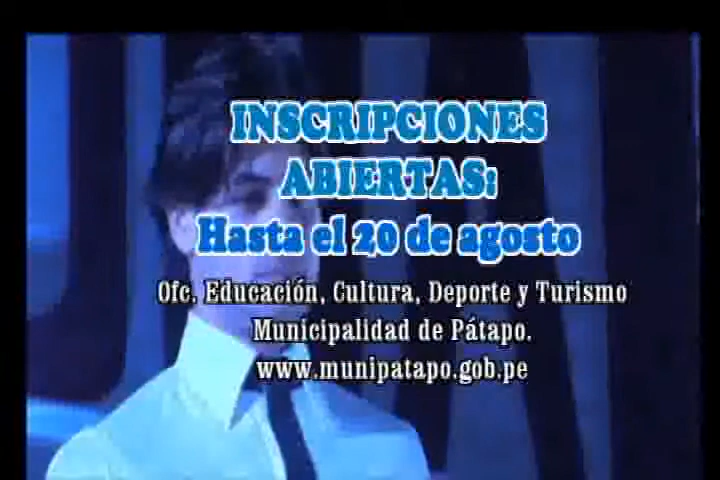 INSCRIPCIONES
ABIERTAS:
Hasta el 20 de agosto
Ofc. Educación, Cultura, Deporte y Turismo
Municipalidad de Pátapo.
www.munipatapo.gob.pe